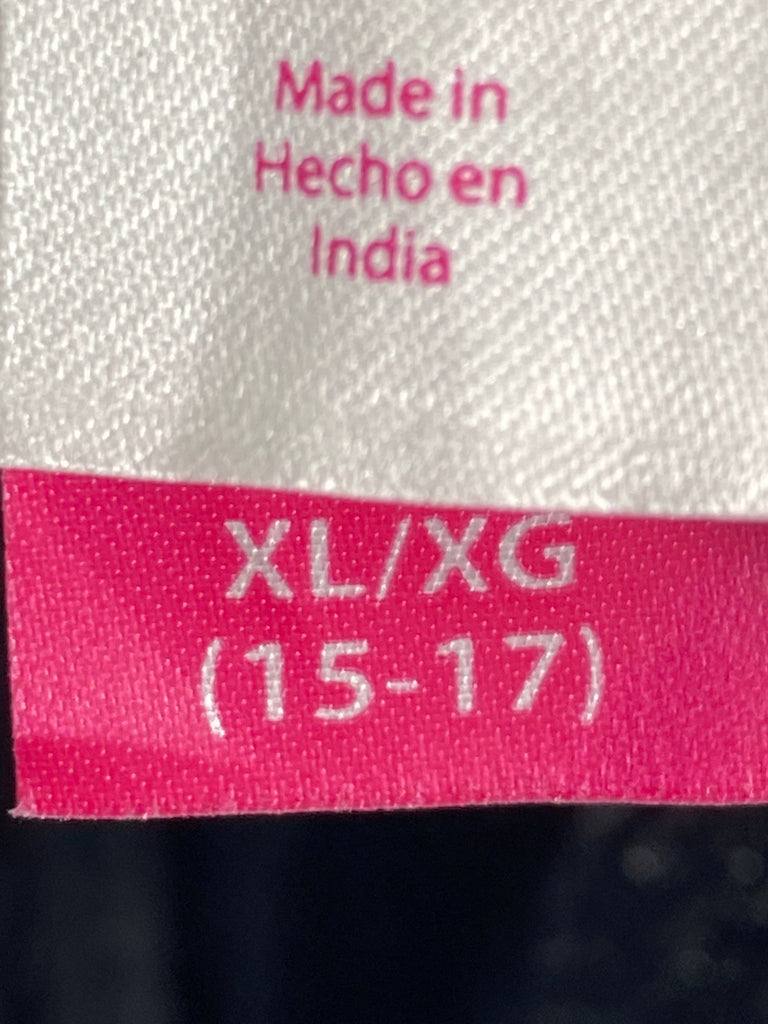 Made in
Hecho en
India
XL/XG
(15-17)